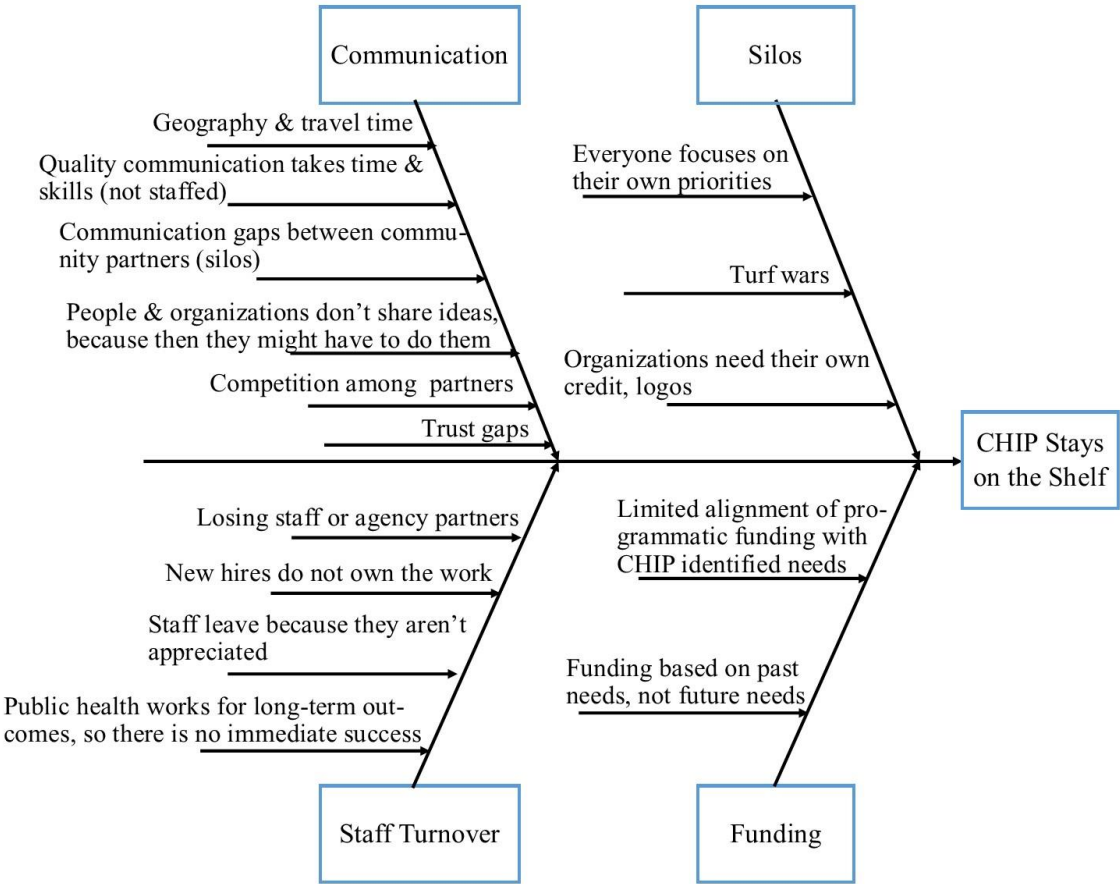 Communication
Silos
Geography & travel time
Quality communication takes time &
skills (not staffed)
Communication gaps between commu-
nity partners (silos)
People & organizations don’t share ideas,
because then they might have to do them
Competition among partners
Trust gaps
Everyone focuses on
their own priorities
Turf wars
Organizations need their own
credit, logos
CHIP Stays
on the Shelf
Losing staff or agency partners
New hires do not own the work
Staff leave because they aren’t
appreciated
Public health works for long-term out-
comes, so there is no immediate success
Limited alignment of pro-
grammatic funding with
CHIP identified needs
Funding based on past
needs, not future needs
Staff Turnover
Funding